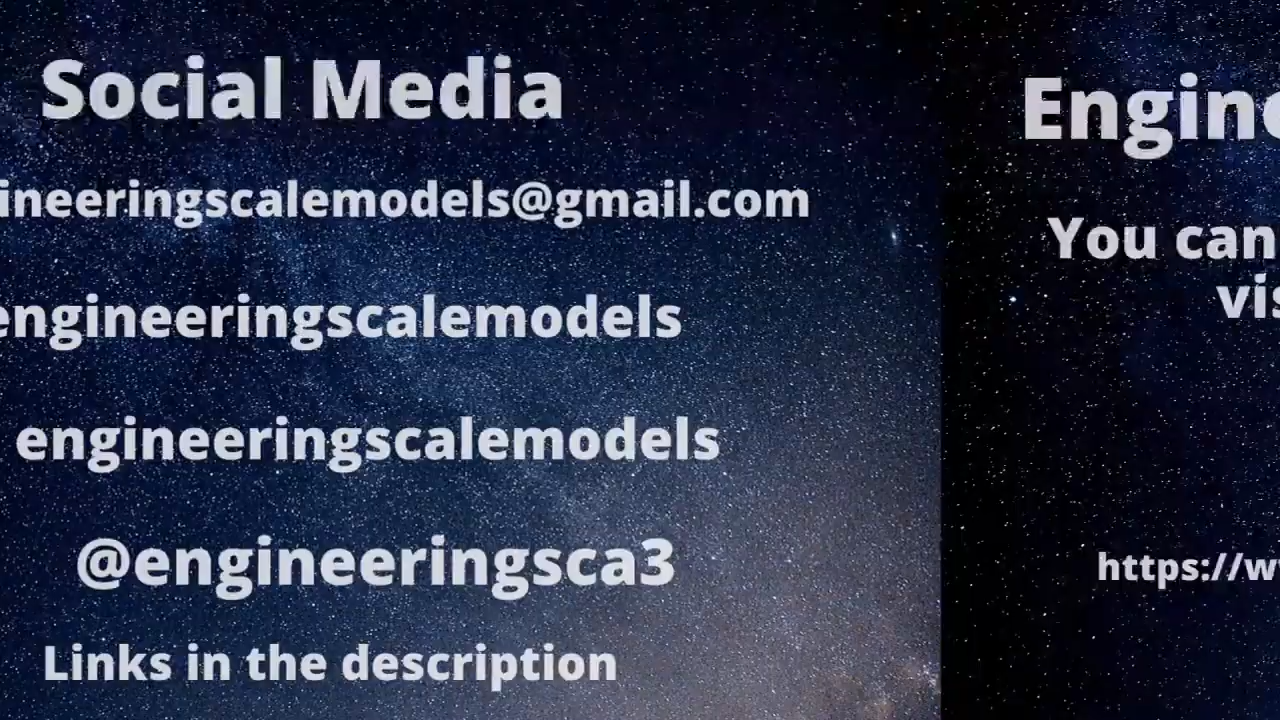 Social Media
ineeringscalemodels@gmail.com
engineeringscalemodels
engineeringscalemodels
@engineeringsca3
Links in the description
Engine
You can
vis
https://w